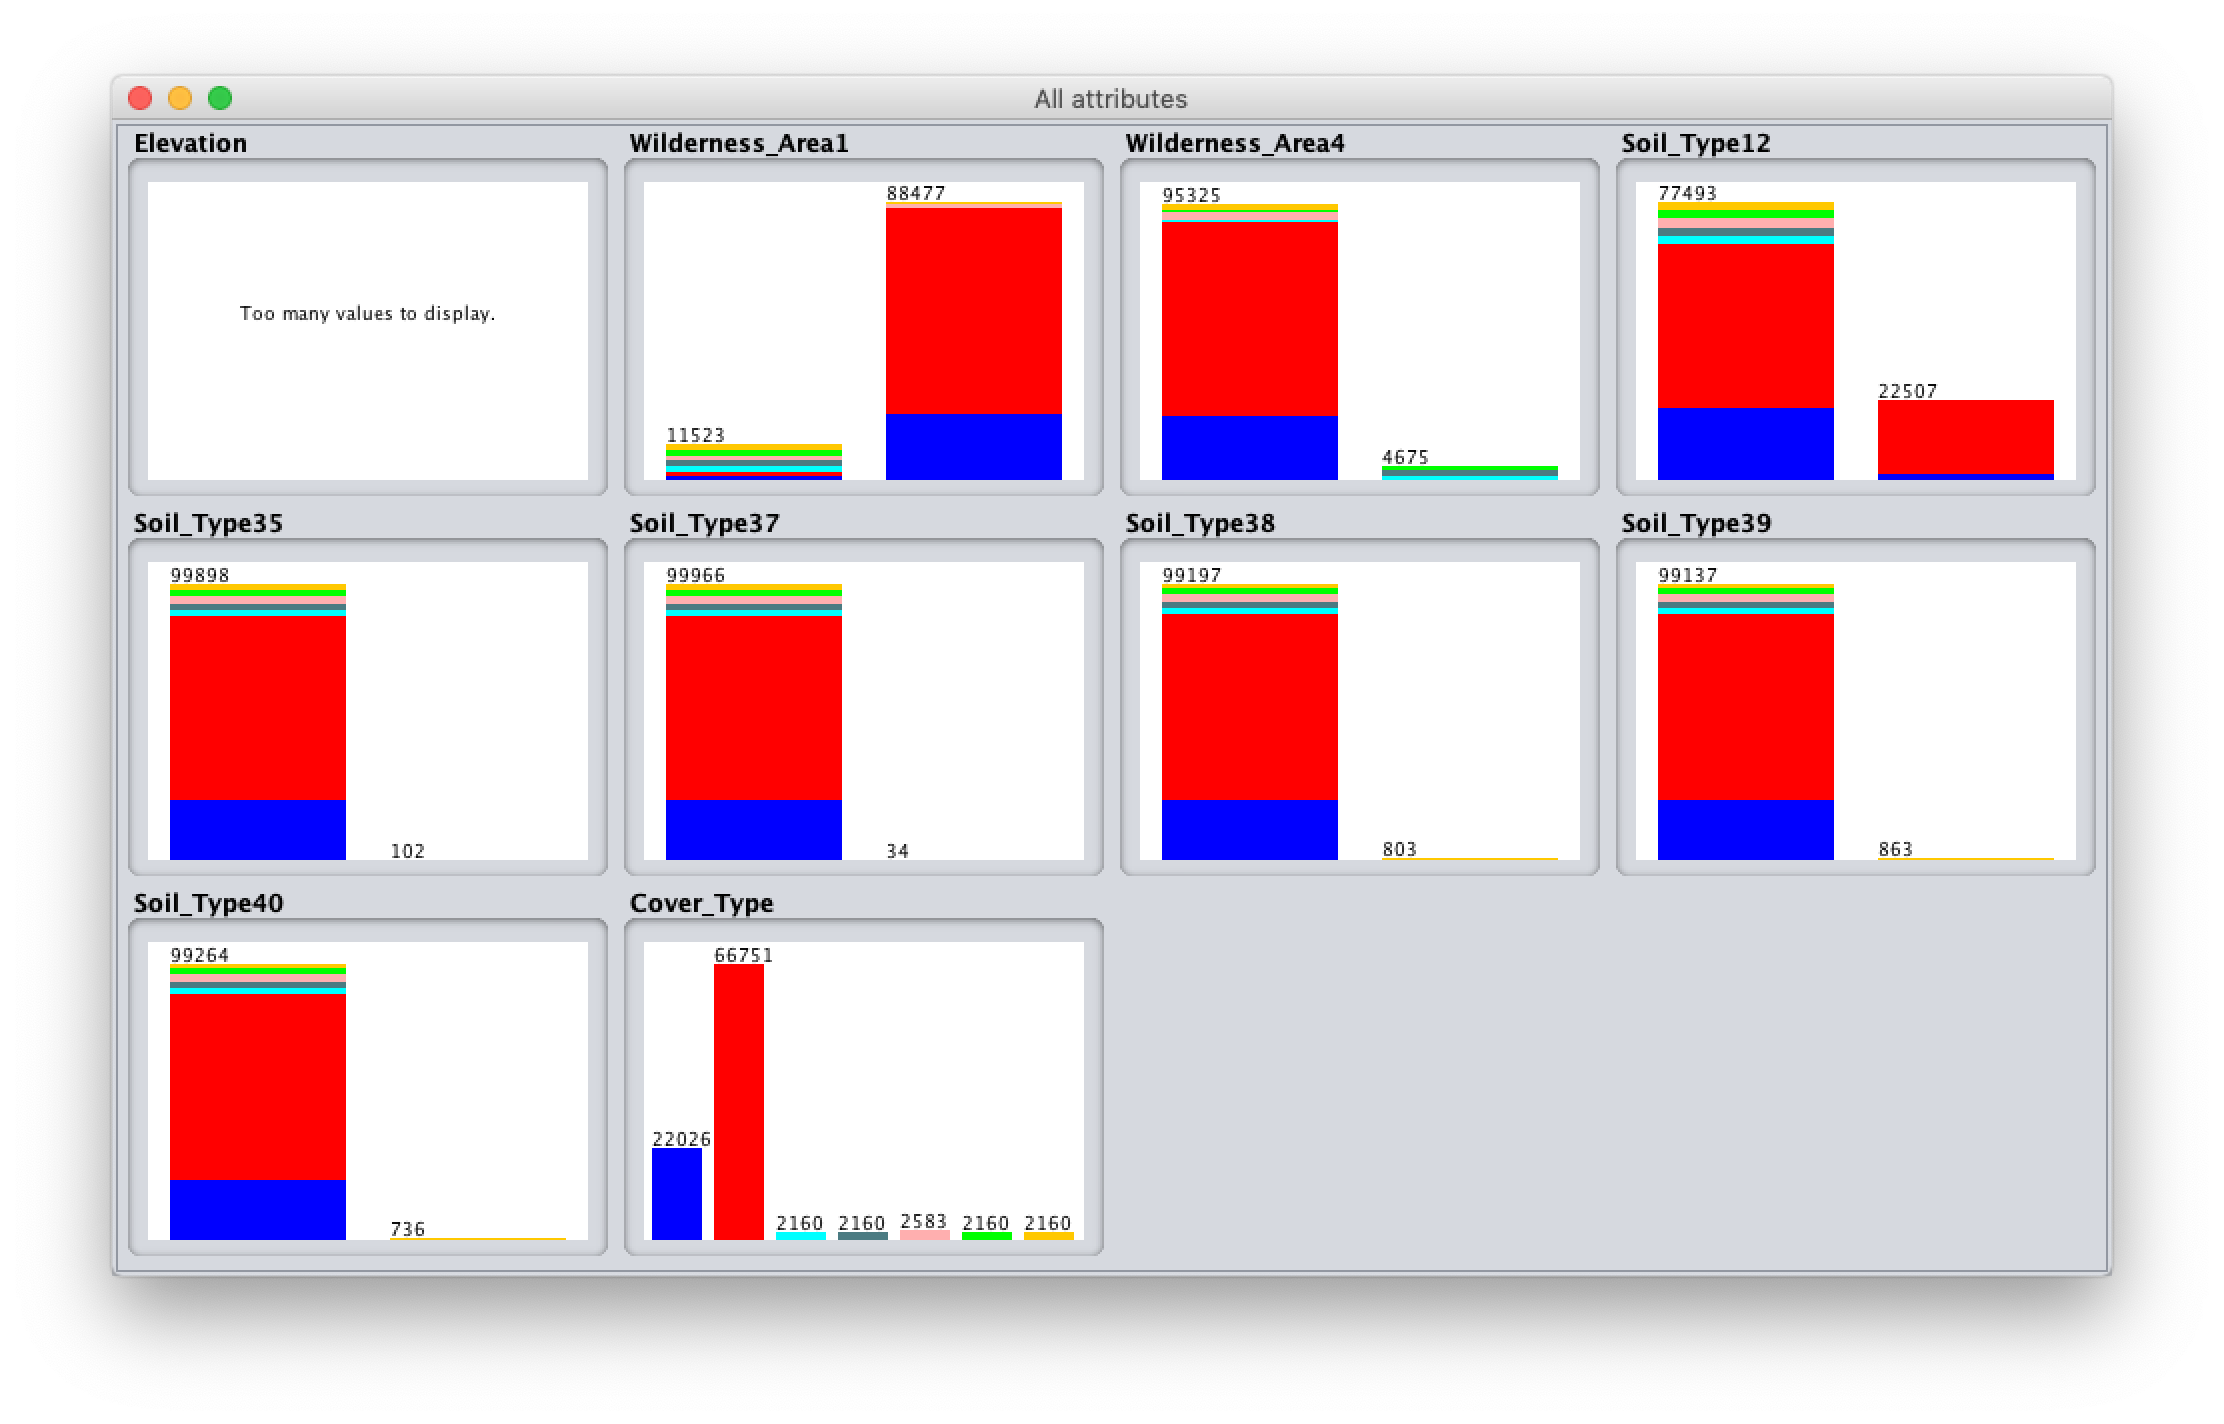 All attributes
Elevation
Too many values to display.
Wilderness_Area1
11523
88477
Wilderness_Area4
95325
4675
Soil_Type12
77493
22507
Soil_Type35
99898
102
Soil_Type37
99966
34
Soil_Type38
99197
803
Soil_Type39
99137
863
Soil_Type40
99264
736
Cover_Type
22026
66751
2160
2160
2583
2160
2160